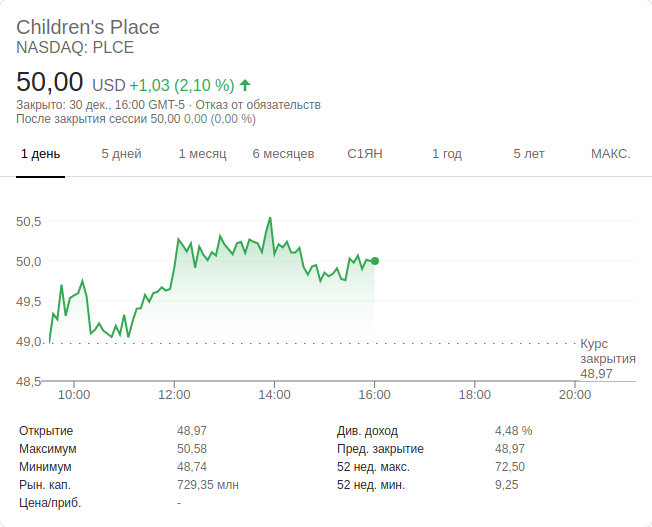 Children's Place
NASDAQ: PLCE
50,00 USD +1,03 (2,10 %) ↑
Закрыто: 30 дек., 16:00 GMT-5 · Отказ от обязательств
После закрытия сессии 50,00 0,00 (0,00 %)
1 день 5 дней 1 месяц 6 месяцев С1ЯН 1 год 5 лет МАКС.
50,5
50,0
49,5
49,0
Курс
закрытия
48,97
48,5
10:00 12:00 14:00 16:00 18:00 20:00
Открытие 48,97 Див. доход 4,48 %
Максимум 50,58 Пред. закрытие 48,97
Минимум 48,74 52 нед. макс. 72,50
Рын. кап. 729,35 млн 52 нед. мин. 9,25
Цена/приб. -